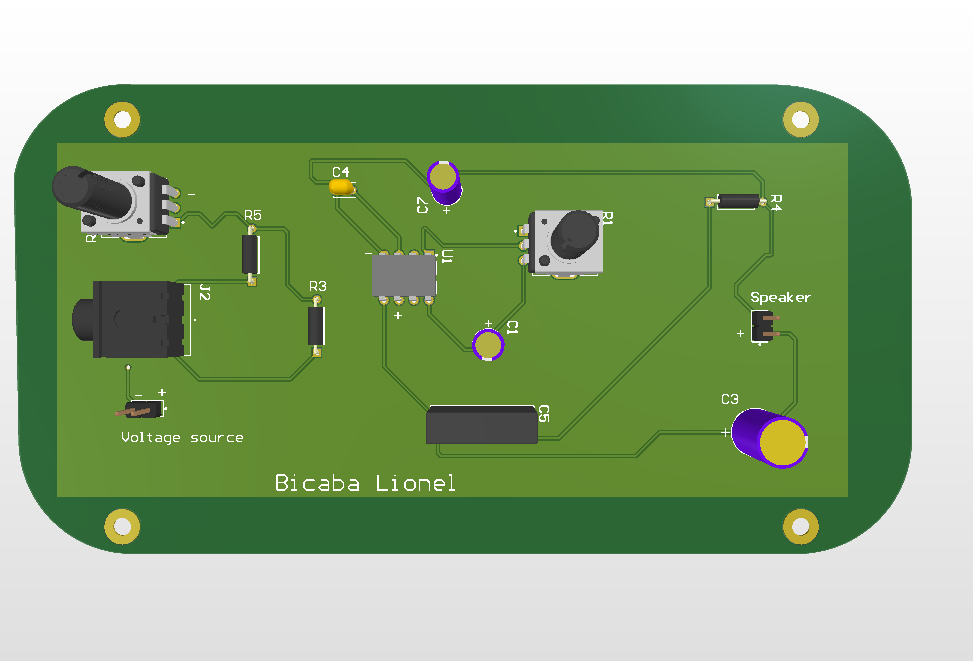 C4
C2
R4
R
R5
R1
U1
J2
R3
Speaker
C1
C3
C5
Voltage source
Bicaba Lionel